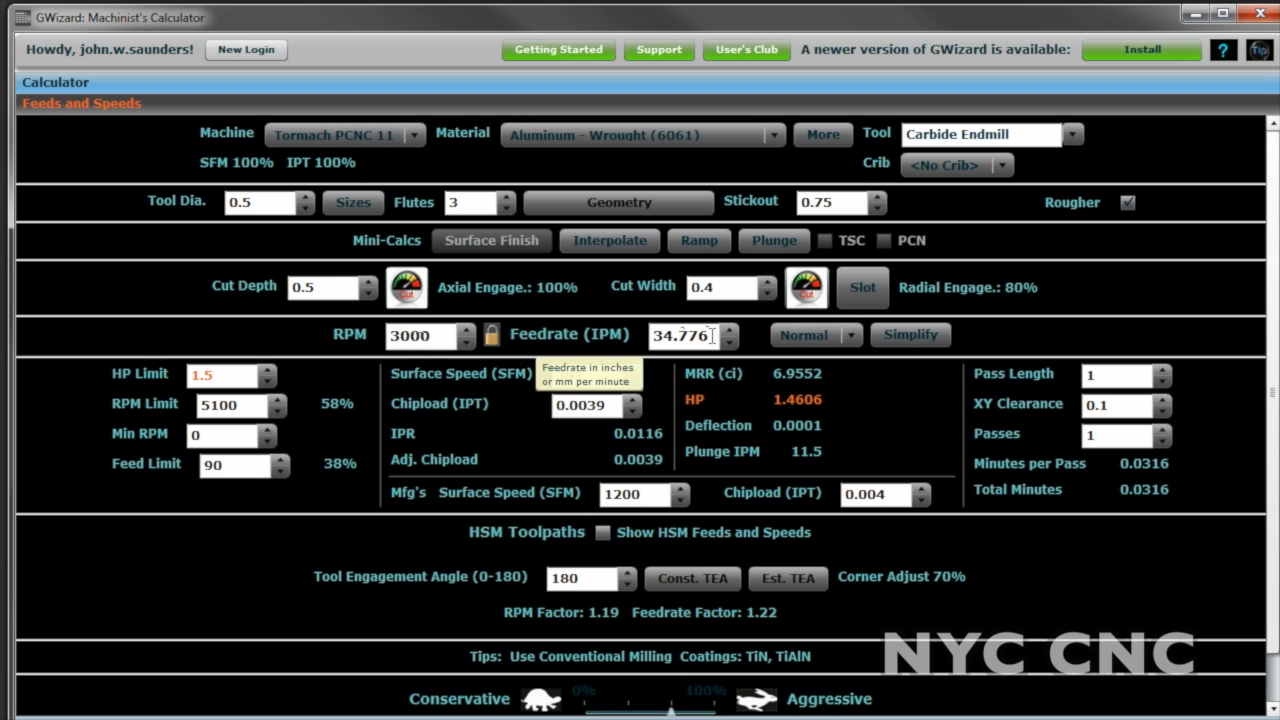 GWizard: Machinist's Calculator
Howdy, john.w.saunders! New Login Getting Started Support User's Club A newer version of GWizard is available: Install ? Tip
Calculator
Feeds and Speeds
Machine Tormach PCNC 11 Material Aluminum - Wrought (6061) More Tool Carbide Endmill
SFM 100% IPT 100% Crib <No Crib>
Tool Dia. 0.5 Sizes Flutes 3 Geometry Stickout 0.75 Rougher
Mini-Calcs Surface Finish Interpolate Ramp Plunge TSC PCN
Cut Depth 0.5 Cut Axial Engage.: 100% Cut Width 0.4 Cut Slot Radial Engage.: 80%
RPM 3000 Feedrate (IPM) 34.776 Normal Simplify
Feedrate in inches
or mm per minute
HP Limit 1.5 Surface Speed (SFM) MRR (ci) 6.9552 Pass Length 1
RPM Limit 5100 58% Chipload (IPT) 0.0039 HP 1.4606 XY Clearance 0.1
Min RPM 0 IPR 0.0116 Deflection 0.0001 Passes 1
Feed Limit 90 38% Adj. Chipload 0.0039 Plunge IPM 11.5 Minutes per Pass 0.0316
Mfg's Surface Speed (SFM) 1200 Chipload (IPT) 0.004 Total Minutes 0.0316
HSM Toolpaths Show HSM Feeds and Speeds
Tool Engagement Angle (0-180) 180 Const. TEA Est. TEA Corner Adjust 70%
RPM Factor: 1.19 Feedrate Factor: 1.22
NYC CNC
Tips: Use Conventional Milling Coatings: TiN, TiAlN
Conservative 0% 100% Aggressive